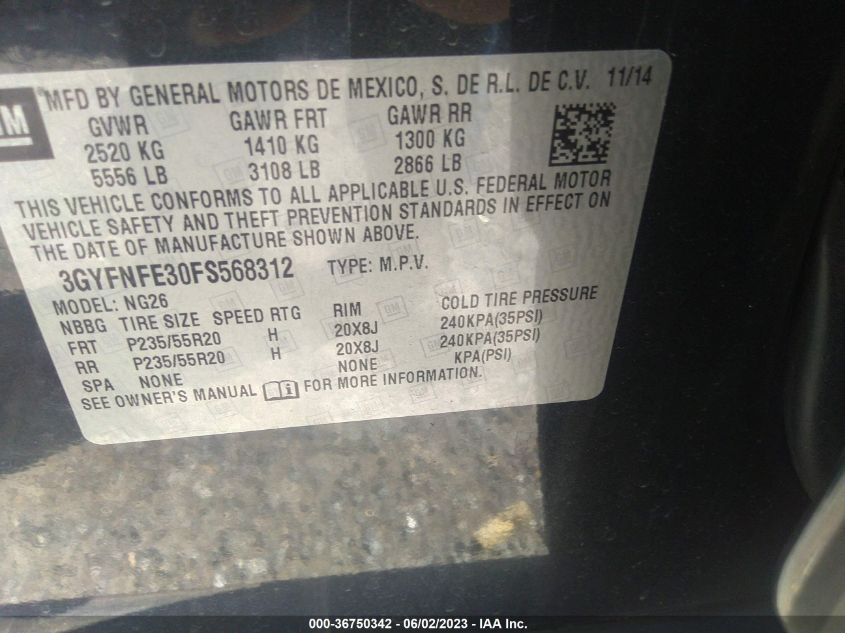 GM ®MFD BY GENERAL MOTORS DE MEXICO, S. DE R.L. DE C.V. 11/14
GVWR GAWR FRT GAWR RR
2520 KG 1410 KG 1300 KG
5556 LB 3108 LB 2866 LB
THIS VEHICLE CONFORMS TO ALL APPLICABLE U.S. FEDERAL MOTOR
VEHICLE SAFETY AND THEFT PREVENTION STANDARDS IN EFFECT ON
THE DATE OF MANUFACTURE SHOWN ABOVE.
3GYFNFE30FS568312 TYPE: M.P.V.
MODEL: NG26
NBBG TIRE SIZE SPEED RTG RIM COLD TIRE PRESSURE
FRT P235/55R20 H 20X8J 240KPA(35PSI)
RR P235/55R20 H 20X8J 240KPA(35PSI)
SPA NONE NONE KPA(PSI)
SEE OWNER'S MANUAL FOR MORE INFORMATION.
000-36750342 - 06/02/2023 - IAA Inc.